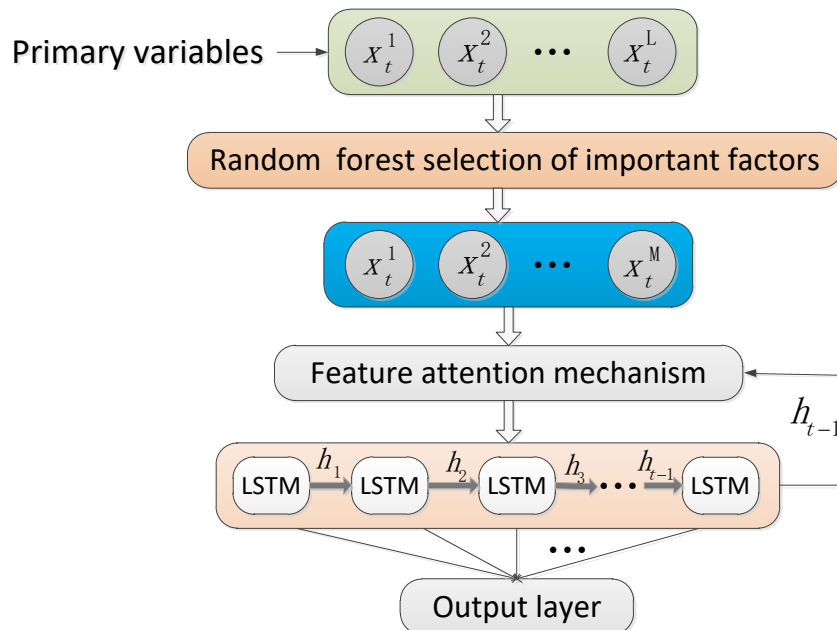 Primary variables
X_t^1 X_t^2 ••• X_t^L
Random forest selection of important factors
X_t^1 X_t^2 ••• X_t^M
Feature attention mechanism
h_{t-1}
h_1 h_2 h_3 h_{t-1}
LSTM LSTM LSTM ••• LSTM
•••
Output layer